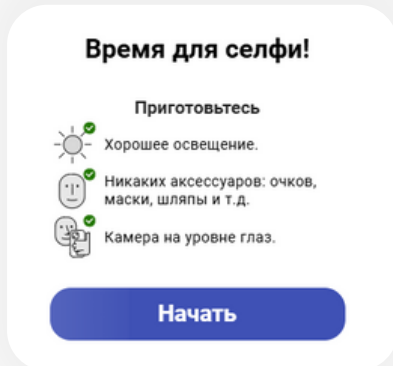 Время для селфи!
Приготовьтесь
Хорошее освещение.
Никаких аксессуаров: очков,
маски, шляпы и т.д.
Камера на уровне глаз.
Начать